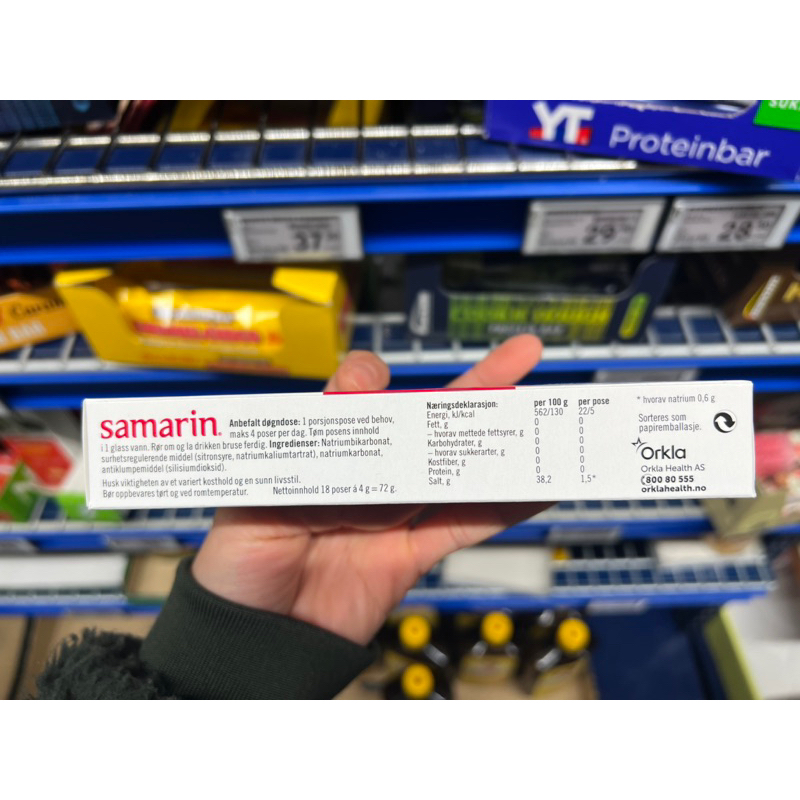 YT Proteinbar
37
29
28
samarin. Anbefalt døgndose: 1 porsjonspose ved behov,
maks 4 poser per dag. Tøm posens innhold
i 1 glass vann. Rør om og la drikken bruse ferdig. Ingredienser: Natriumbikarbonat,
surhetsregulerende middel (sitronsyre, natriumkaliumtartrat), natriumkarbonat,
antiklumpemiddel (silisiumdioksid).
Husk viktigheten av et variert kosthold og en sunn livsstil.
Bør oppbevares tørt og ved romtemperatur. Nettoinnhold 18 poser à 4 g = 72 g.
Næringsdeklarasjon: per 100 g per pose
Energi, kJ/kcal 562/130 22/5
Fett, g 0 0
– hvorav mettede fettsyrer, g 0 0
Karbohydrater, g 0 0
– hvorav sukkerarter, g 0 0
Kostfiber, g 0 0
Protein, g 0 0
Salt, g 38,2 1,5*
* hvorav natrium 0,6 g
Sorteres som
papiremballasje.
Orkla
Orkla Health AS
800 80 555
orklahealth.no